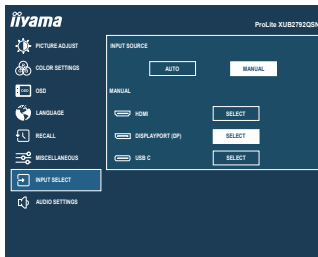 iiyama
ProLite XUB2792QSN
PICTURE ADJUST
COLOR SETTINGS
OSD
OSD
LANGUAGE
RECALL
MISCELLANEOUS
INPUT SELECT
AUDIO SETTINGS
INPUT SOURCE
AUTO MANUAL
MANUAL
HDMI SELECT
DISPLAYPORT (DP) SELECT
USB C SELECT